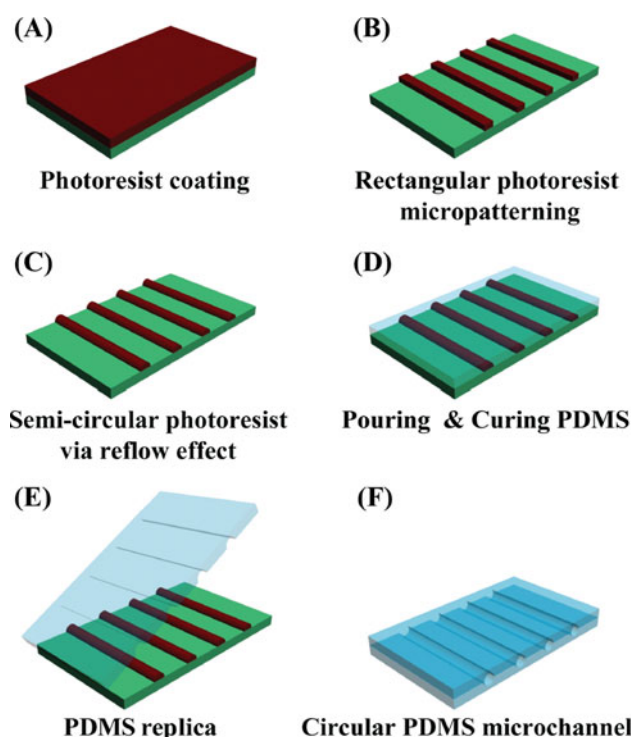 (A)
Photoresist coating
(B)
Rectangular photoresist
micropatterning
(C)
Semi-circular photoresist
via reflow effect
(D)
Pouring & Curing PDMS
(E)
PDMS replica
(F)
Circular PDMS microchannel